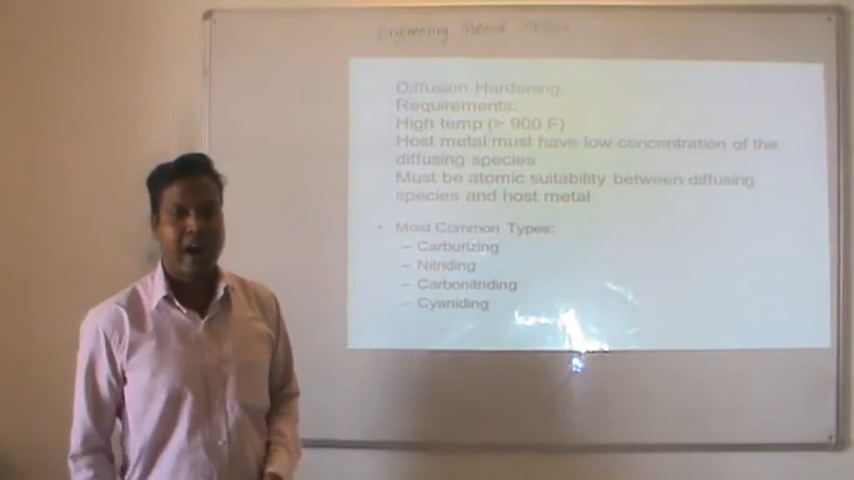 Engineering Material
Diffusion Hardening:
Requirements:
High temp (> 900 F)
Host metal must have low concentration of the
diffusing species
Must be atomic suitability between diffusing
species and host metal
• Most Common Types:
– Carburizing
– Nitriding
– Carbonitriding
– Cyaniding